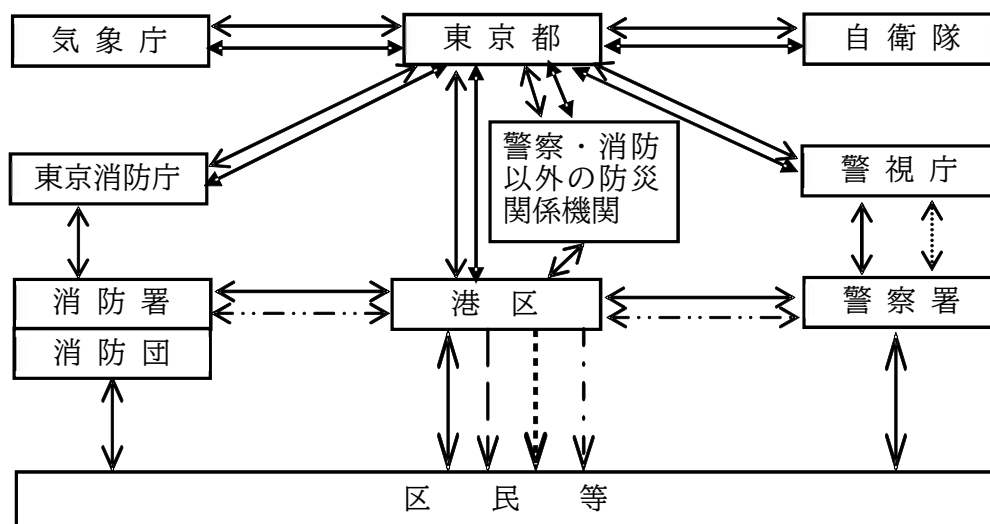 気象庁
東京都
自衛隊
東京消防庁
警察・消防
以外の防災
関係機関
警視庁
消防署
港区
警察署
消防団
区民等